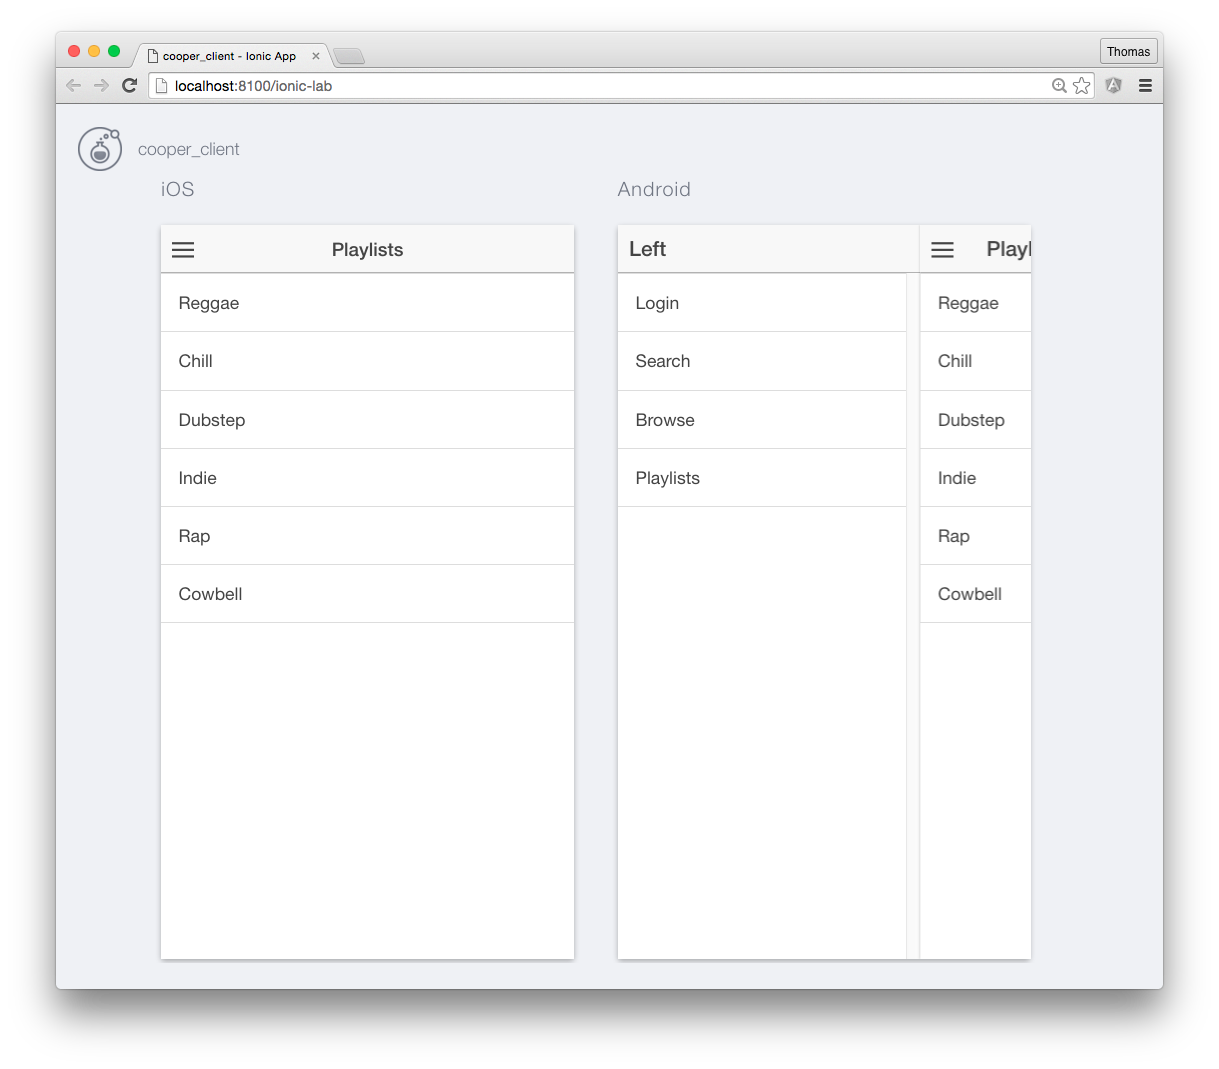 cooper_client - Ionic App
Thomas
localhost:8100/ionic-lab
cooper_client
iOS
Playlists
Reggae
Chill
Dubstep
Indie
Rap
Cowbell
Android
Left
Login
Search
Browse
Playlists
Playl
Reggae
Chill
Dubstep
Indie
Rap
Cowbell